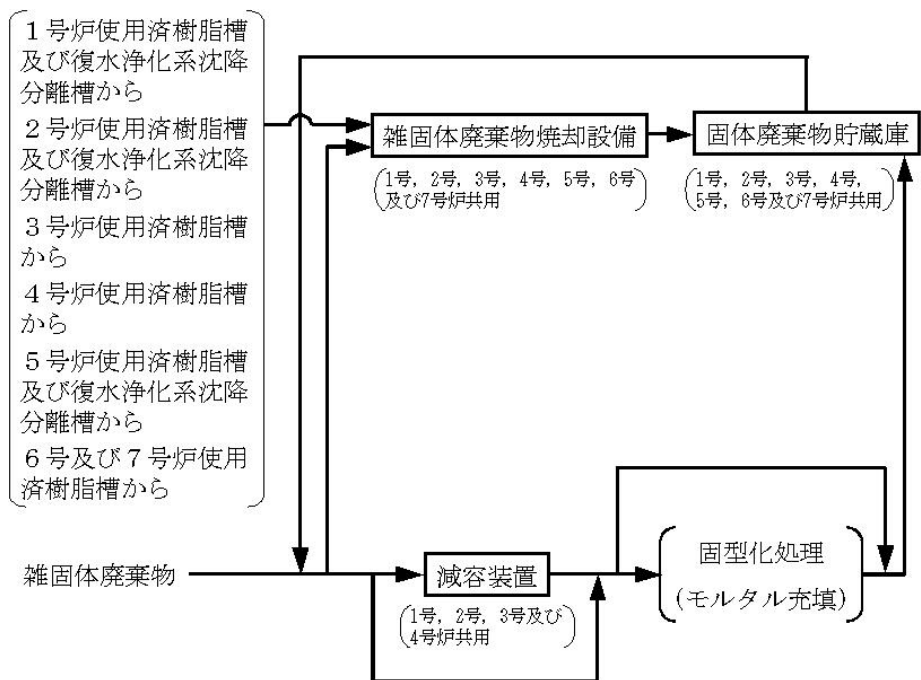 1号炉使用済樹脂槽
及び復水浄化系沈降
分離槽から
2号炉使用済樹脂槽
及び復水浄化系沈降
分離槽から
3号炉使用済樹脂槽
から
4号炉使用済樹脂槽
から
5号炉使用済樹脂槽
及び復水浄化系沈降
分離槽から
6号及び7号炉使用
済樹脂槽から
雑固体廃棄物焼却設備
(1号, 2号, 3号, 4号, 5号, 6号
及び7号炉共用)
固体廃棄物貯蔵庫
(1号, 2号, 3号, 4号,
5号, 6号及び7号炉共用)
雑固体廃棄物
減容装置
(1号, 2号, 3号及び
4号炉共用)
固型化処理
(モルタル充填)